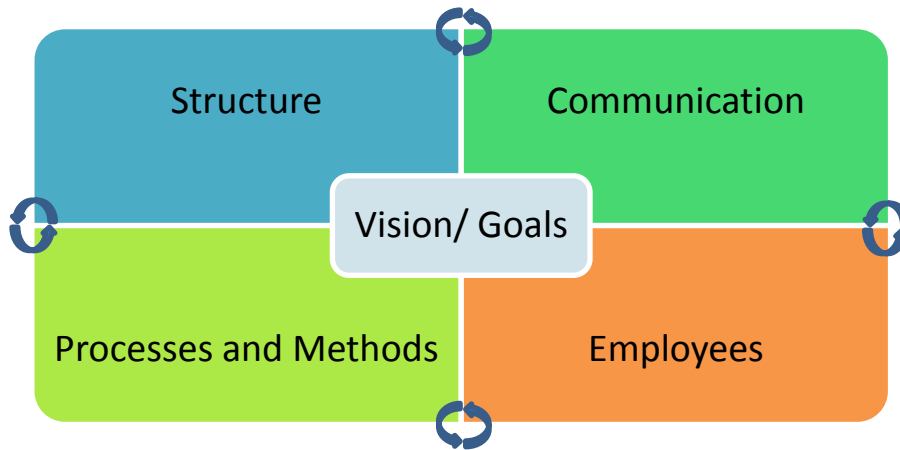 Structure
Communication
Vision/ Goals
Processes and Methods
Employees